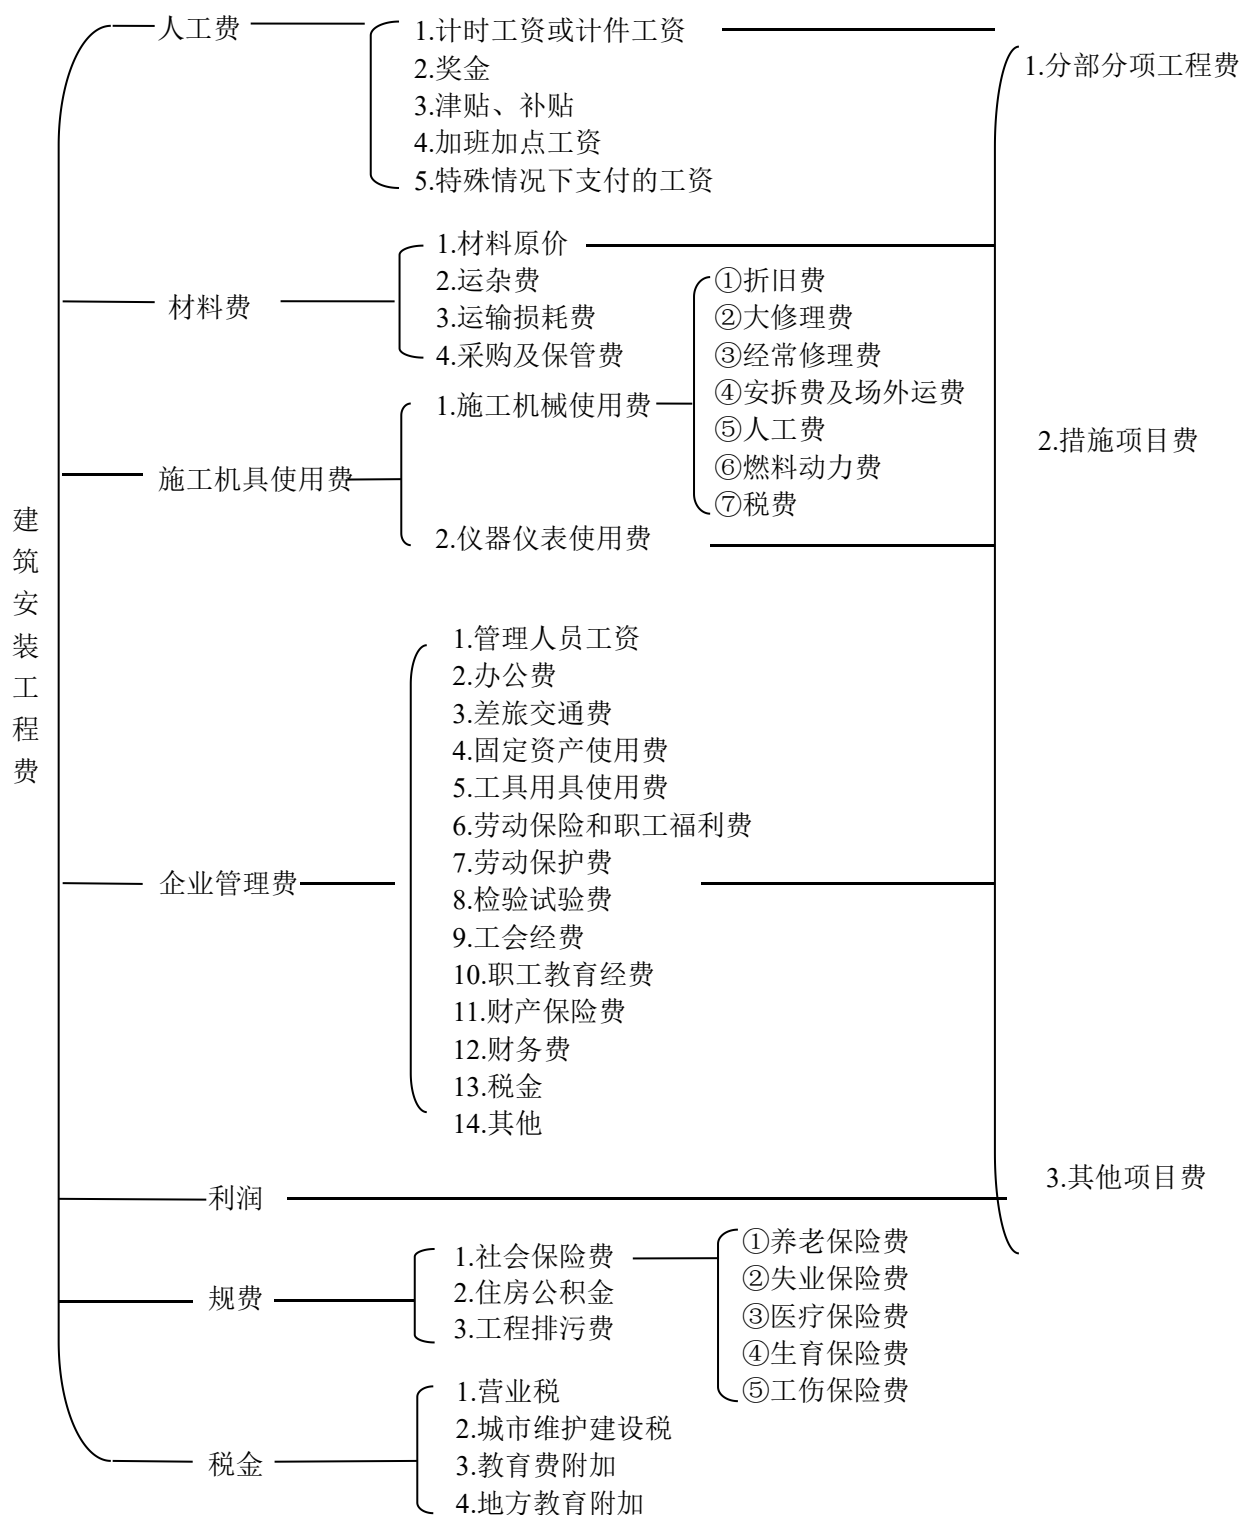 建筑安装工程费
人工费
1.计时工资或计件工资
2.奖金
3.津贴、补贴
4.加班加点工资
5.特殊情况下支付的工资
材料费
1.材料原价
2.运杂费
3.运输损耗费
4.采购及保管费
施工机具使用费
1.施工机械使用费
①折旧费
②大修理费
③经常修理费
④安拆费及场外运费
⑤人工费
⑥燃料动力费
⑦税费
2.仪器仪表使用费
企业管理费
1.管理人员工资
2.办公费
3.差旅交通费
4.固定资产使用费
5.工具用具使用费
6.劳动保险和职工福利费
7.劳动保护费
8.检验试验费
9.工会经费
10.职工教育经费
11.财产保险费
12.财务费
13.税金
14.其他
利润
规费
1.社会保险费
①养老保险费
②失业保险费
③医疗保险费
④生育保险费
⑤工伤保险费
2.住房公积金
3.工程排污费
税金
1.营业税
2.城市维护建设税
3.教育费附加
4.地方教育附加
1.分部分项工程费
2.措施项目费
3.其他项目费